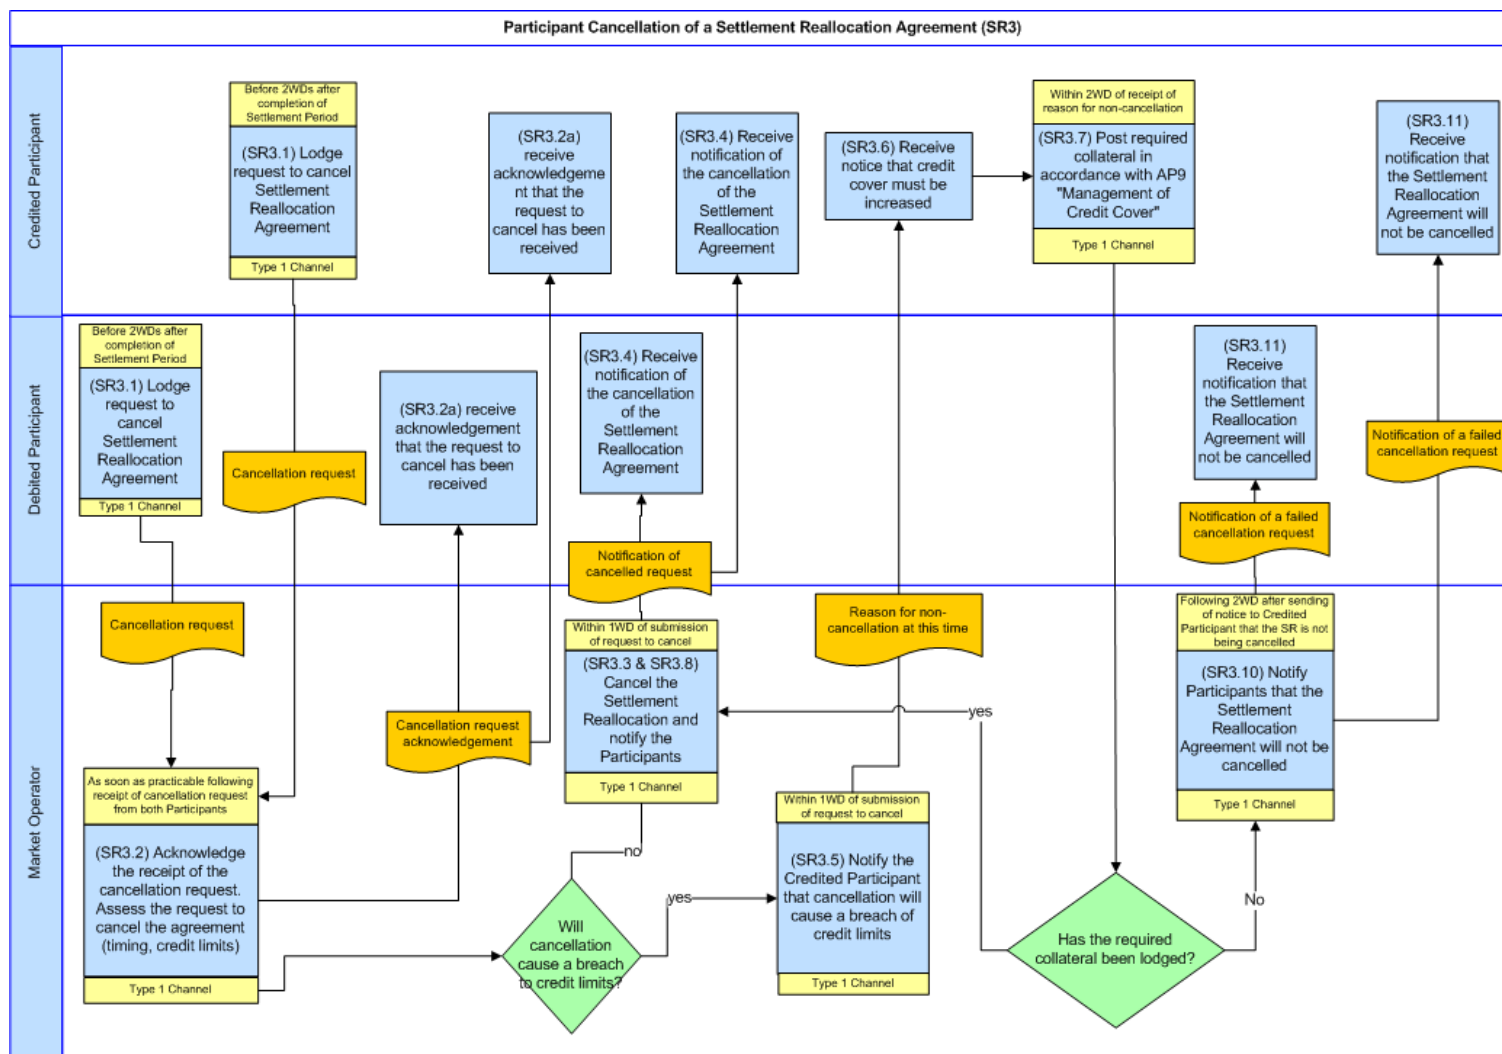 Participant Cancellation of a Settlement Reallocation Agreement (SR3)
Credited Participant
Before 2WDs after
completion of
Settlement Period
(SR3.1) Lodge
request to cancel
Settlement
Reallocation
Agreement
Type 1 Channel
(SR3.2a)
receive
acknowledgeme
nt that the
request to
cancel has been
received
(SR3.4) Receive
notification of
the cancellation
of the
Settlement
Reallocation
Agreement
(SR3.6) Receive
notice that credit
cover must be
increased
Within 2WD of receipt of
reason for non-cancellation
(SR3.7) Post required
collateral in
accordance with AP9
"Management of
Credit Cover"
Type 1 Channel
(SR3.11)
Receive
notification that
the Settlement
Reallocation
Agreement will
not be cancelled
Debited Participant
Before 2WDs after
completion of
Settlement Period
(SR3.1) Lodge
request to
cancel
Settlement
Reallocation
Agreement
Type 1 Channel
Cancellation request
(SR3.2a) receive
acknowledgement
that the request to
cancel has been
received
(SR3.4) Receive
notification of
the cancellation
of the
Settlement
Reallocation
Agreement
Notification of
cancelled request
(SR3.11)
Receive
notification that
the Settlement
Reallocation
Agreement will
not be cancelled
Notification of a failed
cancellation request
Notification of a failed
cancellation request
Market Operator
Cancellation request
As soon as practicable following
receipt of cancellation request
from both Participants
(SR3.2) Acknowledge
the receipt of the
cancellation request.
Assess the request to
cancel the agreement
(timing, credit limits)
Type 1 Channel
Cancellation request
acknowledgement
Within 1WD of submission
of request to cancel
(SR3.3 & SR3.8)
Cancel the
Settlement
Reallocation and
notify the
Participants
Type 1 Channel
no
Will
cancellation
cause a breach
to credit limits?
yes
Reason for non-
cancellation at this time
Within 1WD of submission
of request to cancel
(SR3.5) Notify the
Credited Participant
that cancellation will
cause a breach of
credit limits
Type 1 Channel
yes
Has the required
collateral been lodged?
No
Following 2WD after sending
of notice to Credited
Participant that the SR is not
being cancelled
(SR3.10) Notify
Participants that the
Settlement
Reallocation
Agreement will not be
cancelled
Type 1 Channel